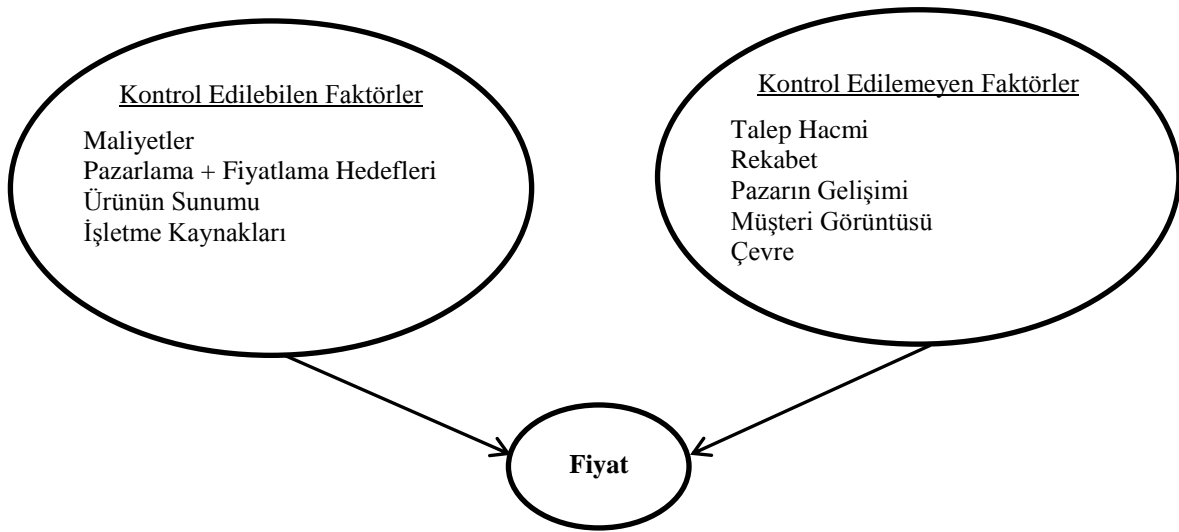 Kontrol Edilebilen Faktörler
Maliyetler
Pazarlama + Fiyatlama Hedefleri
Ürünün Sunumu
İşletme Kaynakları
Kontrol Edilemeyen Faktörler
Talep Hacmi
Rekabet
Pazarın Gelişimi
Müşteri Görüntüsü
Çevre
Fiyat